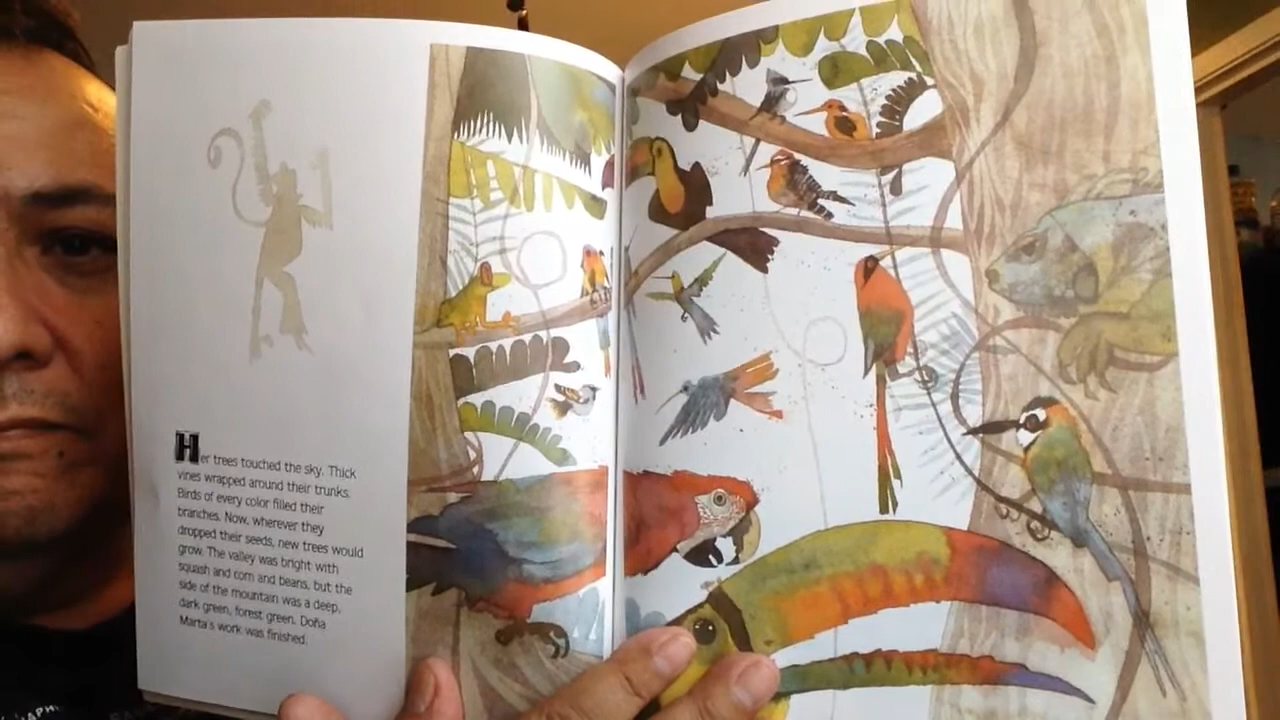 Her trees touched the sky. Thick
vines wrapped around their trunks.
Birds of every color filled their
branches. Now, wherever they
dropped their seeds, new trees would
grow. The valley was bright with
squash and corn and beans, but the
side of the mountain was a deep,
dark green, forest green. Doña
Marta's work was finished.